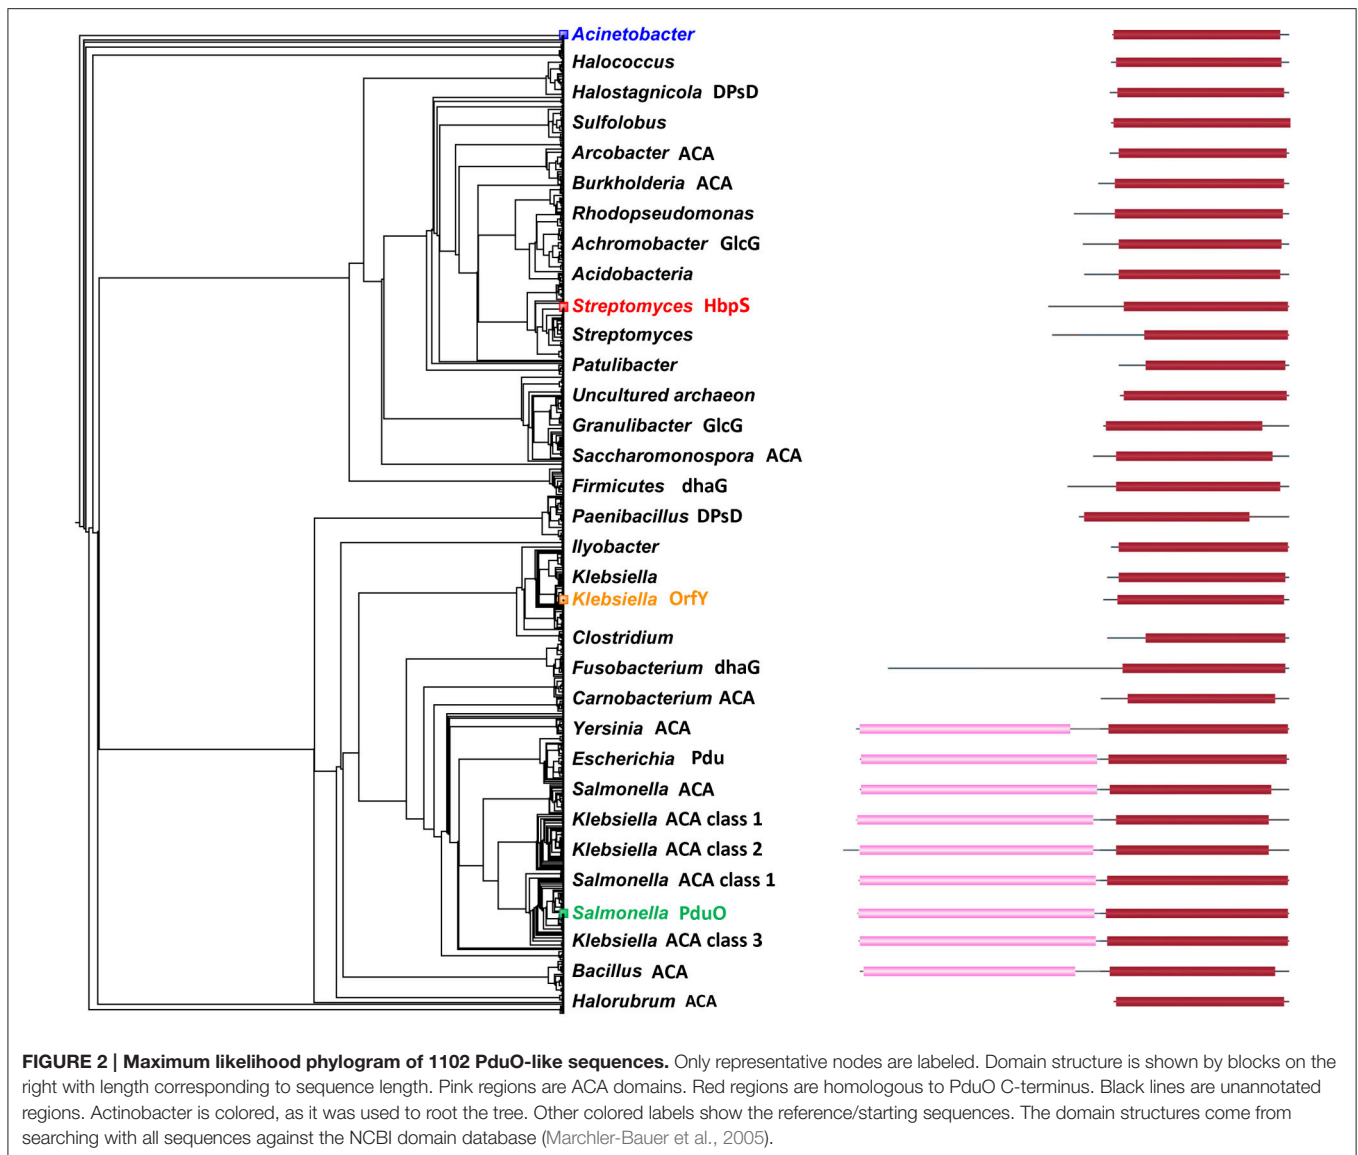 Acinetobacter
Halococcus
Halostagnicola DPsD
Sulfolobus
Arcobacter ACA
Burkholderia ACA
Rhodopseudomonas
Achromobacter GlcG
Acidobacteria
Streptomyces HbpS
Streptomyces
Patulibacter
Uncultured archaeon
Granulibacter GlcG
Saccharomonospora ACA
Firmicutes dhaG
Paenibacillus DPsD
Ilyobacter
Klebsiella
Klebsiella OrfY
Clostridium
Fusobacterium dhaG
Carnobacterium ACA
Yersinia ACA
Escherichia Pdu
Salmonella ACA
Klebsiella ACA class 1
Klebsiella ACA class 2
Salmonella ACA class 1
Salmonella PduO
Klebsiella ACA class 3
Bacillus ACA
Halorubrum ACA
FIGURE 2 | Maximum likelihood phylogram of 1102 PduO-like sequences. Only representative nodes are labeled. Domain structure is shown by blocks on the
right with length corresponding to sequence length. Pink regions are ACA domains. Red regions are homologous to PduO C-terminus. Black lines are unannotated
regions. Actinobacter is colored, as it was used to root the tree. Other colored labels show the reference/starting sequences. The domain structures come from
searching with all sequences against the NCBI domain database (Marchler-Bauer et al., 2005).